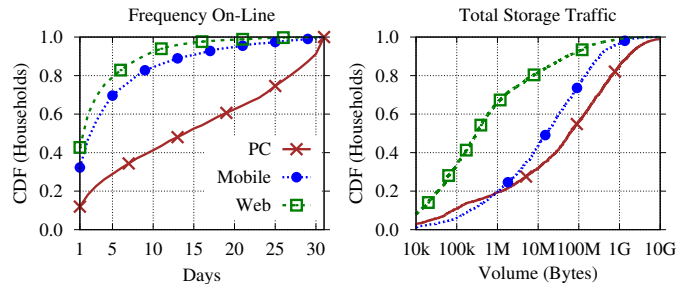 Frequency On-Line
CDF (Households)
1.0
0.8
0.6
0.4
0.2
0.0
PC
Mobile
Web
1 5 10 15 20 25 30
Days
Total Storage Traffic
CDF (Households)
1.0
0.8
0.6
0.4
0.2
0.0
10k 100k 1M 10M 100M 1G 10G
Volume (Bytes)